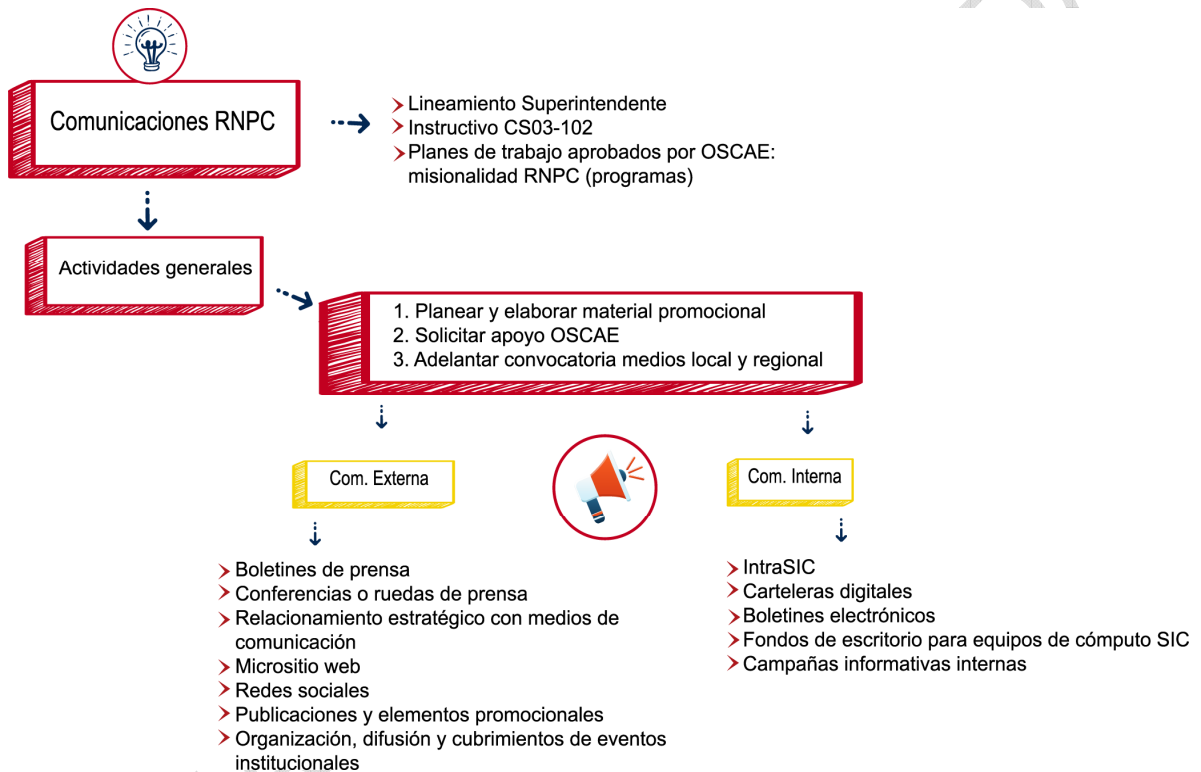 Comunicaciones RNPC
Lineamiento Superintendente
Instructivo CS03-102
Planes de trabajo aprobados por OSCAE:
misionalidad RNPC (programas)
Actividades generales
1. Planear y elaborar material promocional
2. Solicitar apoyo OSCAE
3. Adelantar convocatoria medios local y regional
Com. Externa
Boletines de prensa
Conferencias o ruedas de prensa
Relacionamiento estratégico con medios de
comunicación
Micrositio web
Redes sociales
Publicaciones y elementos promocionales
Organización, difusión y cubrimientos de eventos
institucionales
Com. Interna
IntraSIC
Carteleras digitales
Boletines electrónicos
Fondos de escritorio para equipos de cómputo SIC
Campañas informativas internas